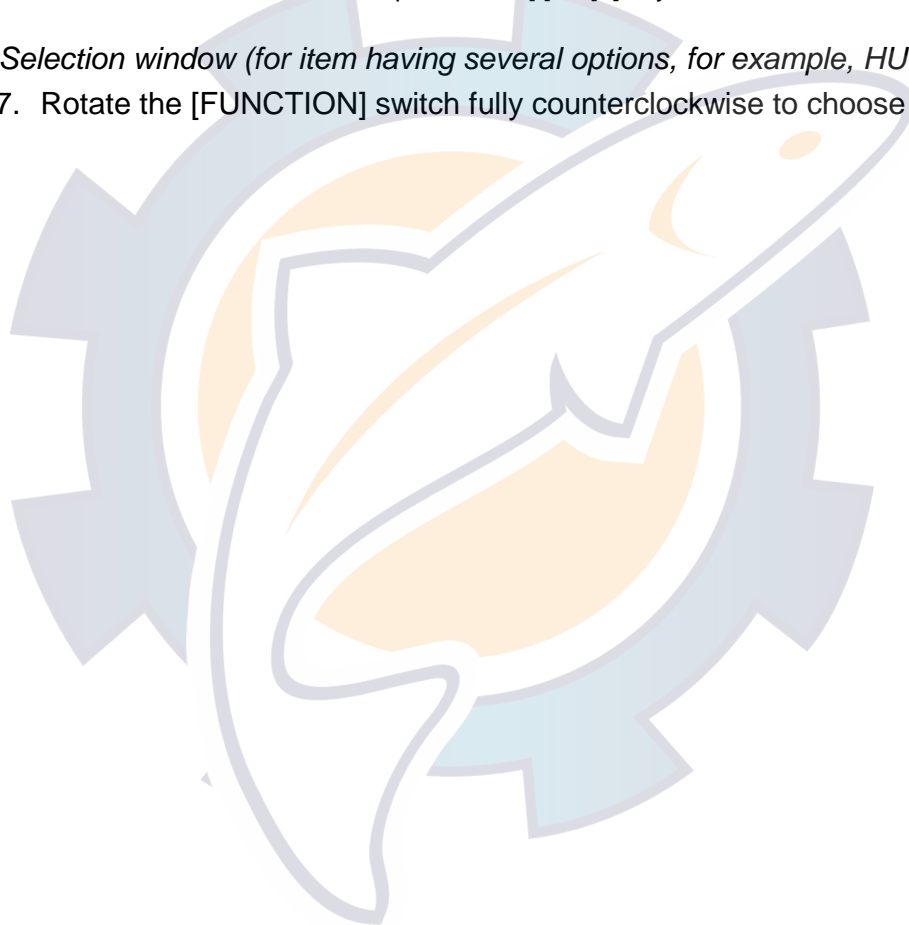 Selection window (for item having several options, for example, HU
7. Rotate the [FUNCTION] switch fully counterclockwise to choose